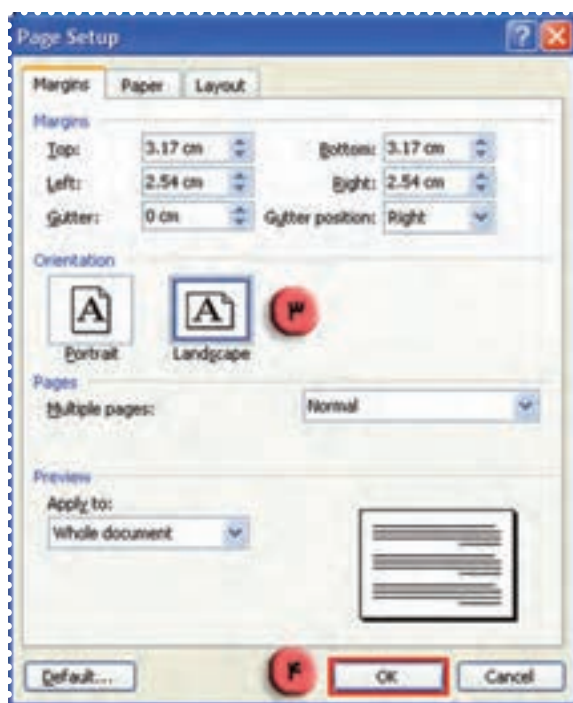 Page Setup
Margins Paper Layout
Margins
Top: 3.17 cm Bottom: 3.17 cm
Left: 2.54 cm Right: 2.54 cm
Gutter: 0 cm Gutter position: Right
Orientation
A A ۳
Portrait Landscape
Pages
Multiple pages: Normal
Preview
Apply to:
Whole document
Default... ۴ OK Cancel